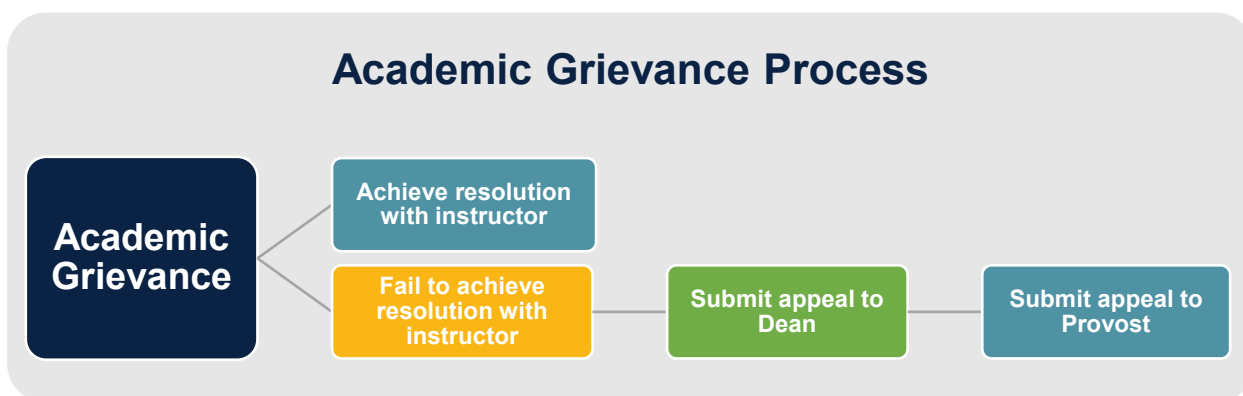 Academic Grievance Process
Academic
Grievance
Achieve resolution
with instructor
Fail to achieve
resolution with
instructor
Submit appeal to
Dean
Submit appeal to
Provost